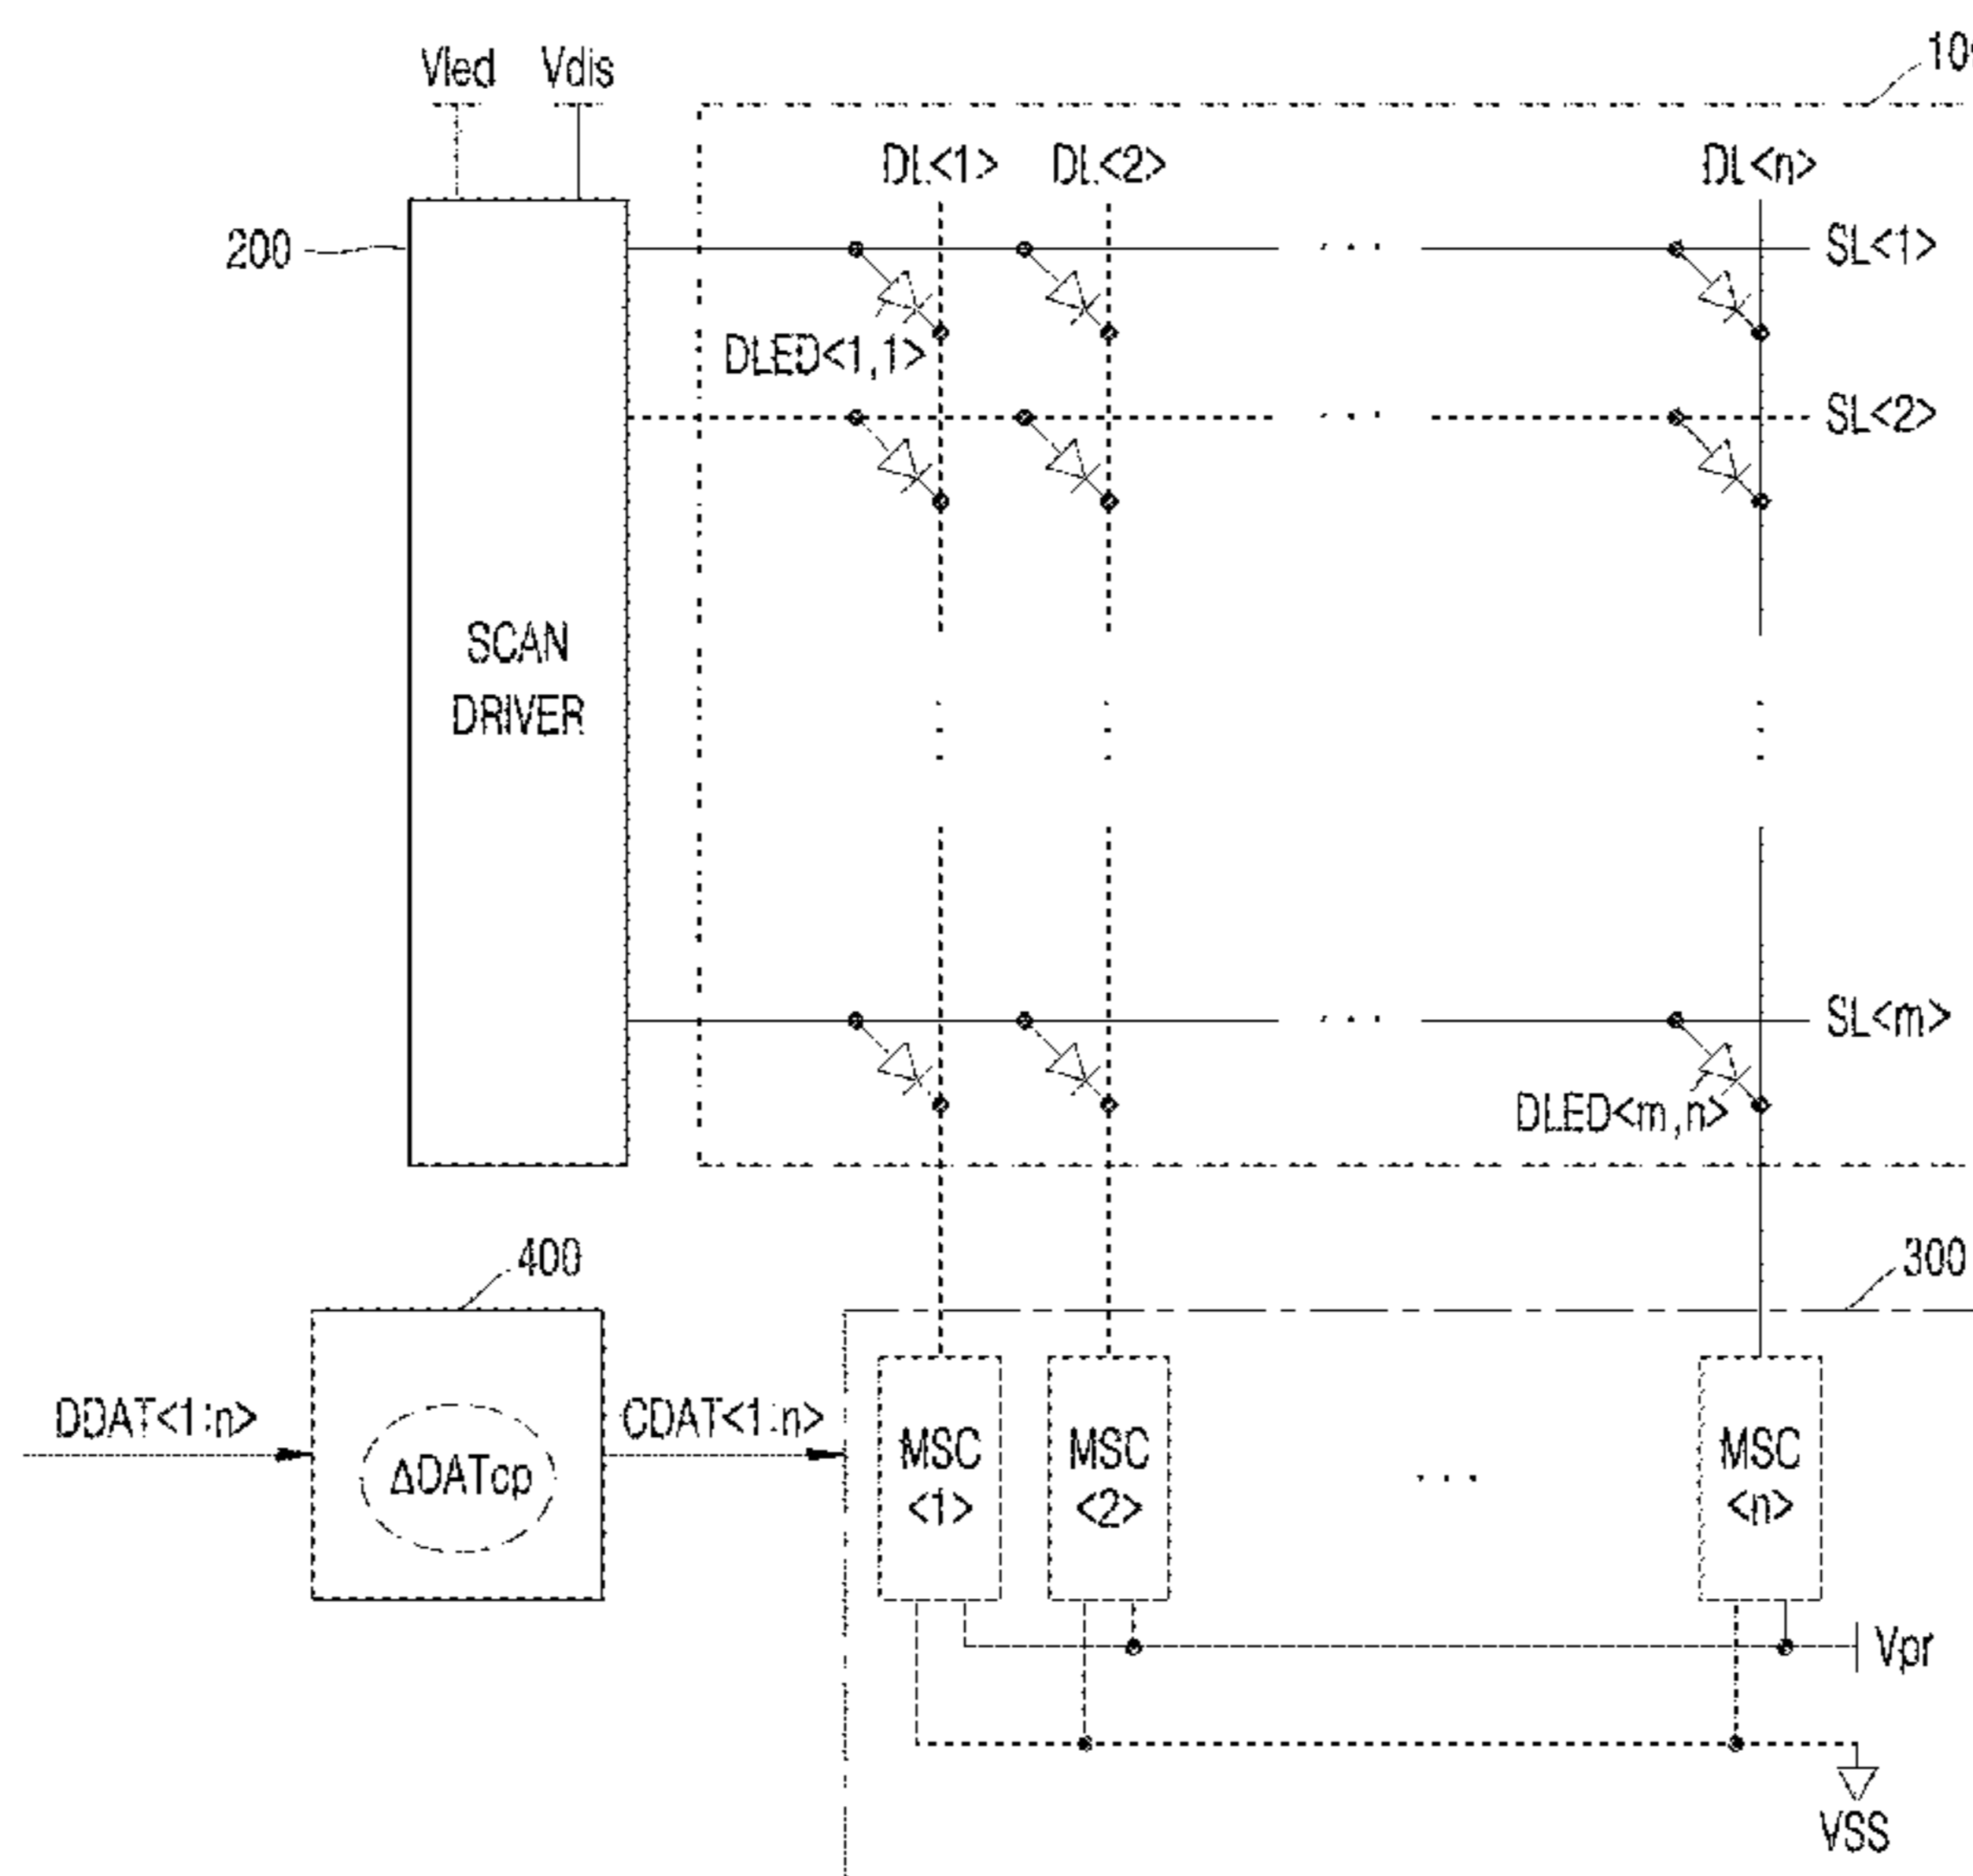 Vled Vdis
DL<1> DL<2> DL<n>
200
SL<1>
DLED<1,1>
SL<2>
SCAN
DRIVER
SL<m>
DLED<m,n>
400
300
DDAT<1:n>
CDAT<1:n>
ΔDATcp
MSC
<1>
MSC
<2>
MSC
<n>
Vpr
VSS